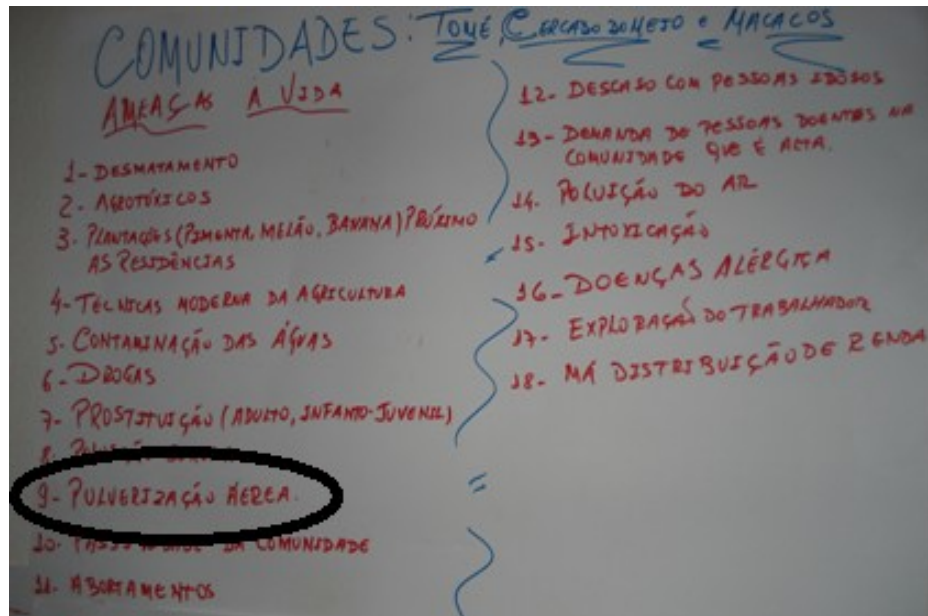 COMUNIDADES: TOMÉ, CERCADO DO MEIO e MACACOS
AMEAÇAS A VIDA
1- DESMATAMENTO
2- AGROTÓXICOS
3- PLANTAÇÕES (PIMENTA, MELÃO, BANANA) PRÓXIMO
AS RESIDÊNCIAS
4- TÉCNICAS MODERNA DA AGRICULTURA
5- CONTAMINAÇÃO DAS ÁGUAS
6- DROGAS
7- PROSTITUIÇÃO (ADULTO, INFANTO-JUVENIL)
8-
9- PULVERIZAÇÃO AÉREA.
10- DA COMUNIDADE
11- ABORTAMENTOS
12- DESCASO COM PESSOAS IDOSOS
13- DEMANDA DE PESSOAS DOENTES NA
COMUNIDADE QUE É ALTA.
14. POLUIÇÃO DO AR
15- INTOXICAÇÃO
16- DOENÇAS ALÉRGICA
17- EXPLORAÇÃO DO TRABALHADOR
18- MÁ DISTRIBUIÇÃO DE RENDA